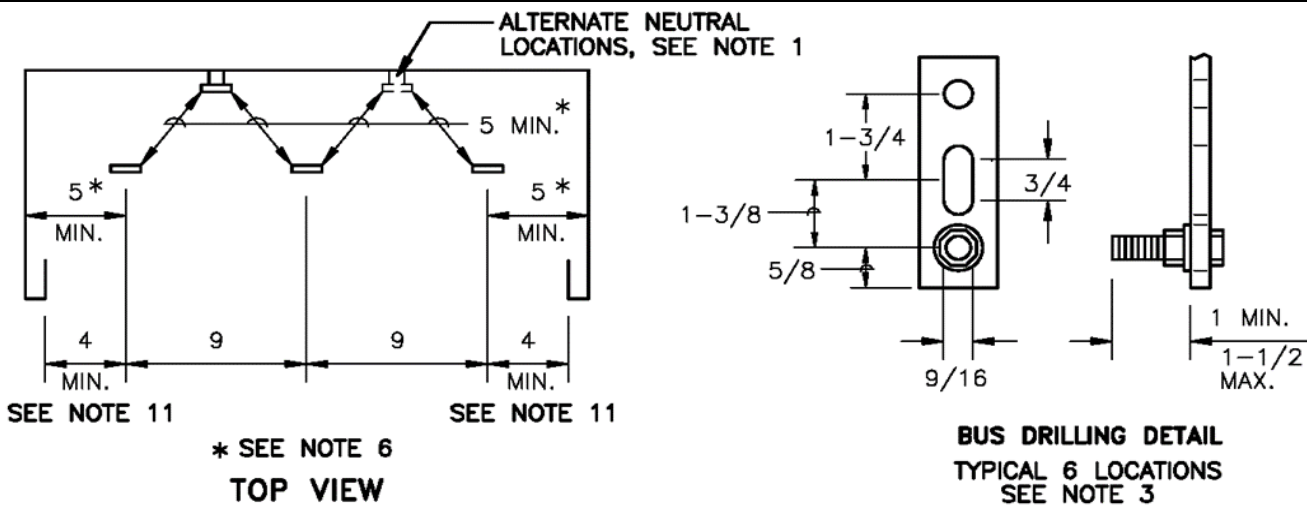 ALTERNATE NEUTRAL
LOCATIONS, SEE NOTE 1
5 MIN.*
5 *
MIN.
5 *
MIN.
4
MIN.
9
9
4
MIN.
SEE NOTE 11
SEE NOTE 11
* SEE NOTE 6
TOP VIEW
1-3/4
3/4
1-3/8
5/8
9/16
1 MIN.
1-1/2
MAX.
BUS DRILLING DETAIL
TYPICAL 6 LOCATIONS
SEE NOTE 3